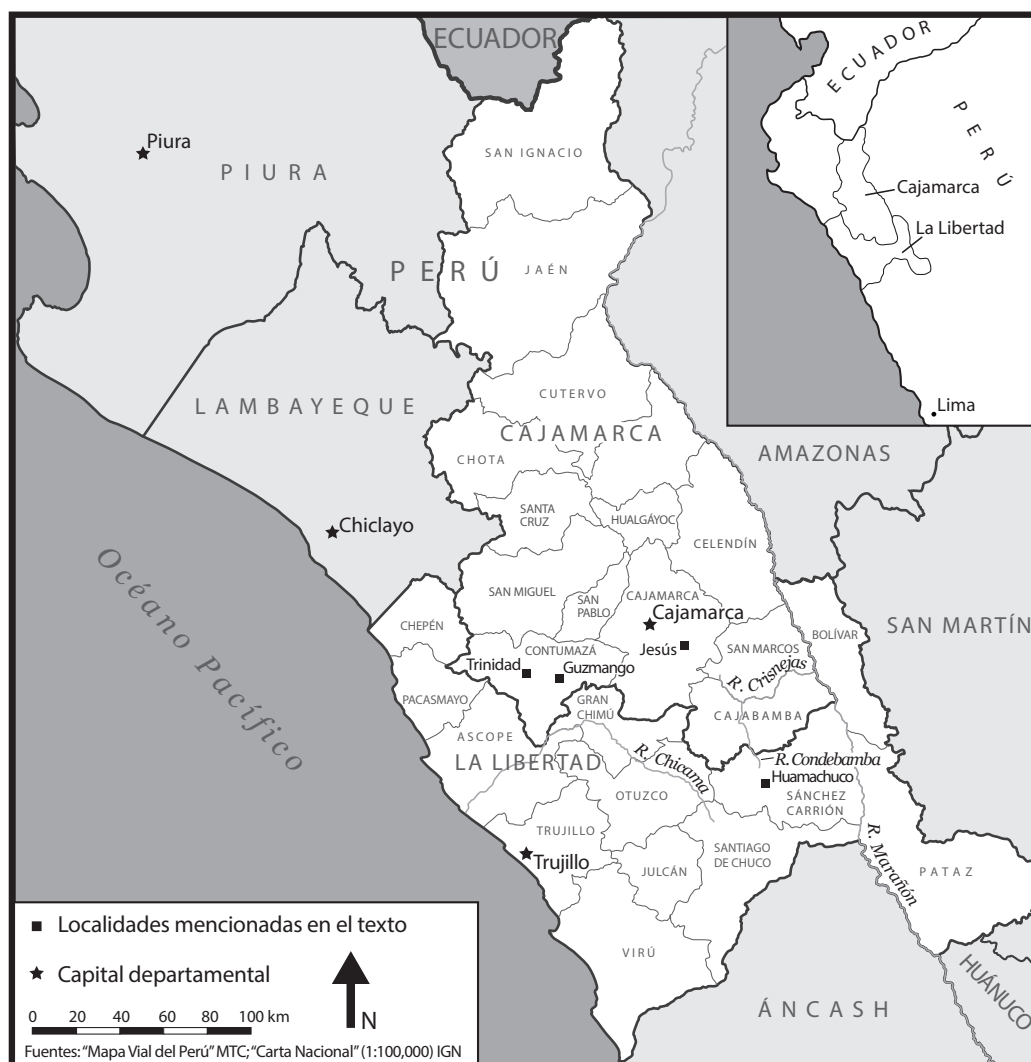 ECUADOR
Piura
PIURA
SAN IGNACIO
PERÚ
JAÉN
LAMBAYEQUE
CUTERVO
CAJAMARCA
CHOTA
Chiclayo
SANTA
CRUZ
HUALGÁYOC
CELENDÍN
SAN MIGUEL
SAN
PABLO
CAJAMARCA
Cajamarca
CHEPÉN
CONTUMAZÁ
Trinidad
Guzmango
Jesús
SAN MARCOS
R. Crisnejas
BOLÍVAR
PACASMAYO
GRAN
CHIMÚ
CAJABAMBA
ASCOPE
LA LIBERTAD
R. Chicama
R. Condebamba
Huamachuco
OTUZCO
SÁNCHEZ
CARRIÓN
TRUJILLO
Trujillo
JULCÁN
SANTIAGO
DE CHUCO
R. Marañón
PATAZ
VIRÚ
ÁNCASH
HUÁNUCO
AMAZONAS
SAN MARTÍN
Océano Pacífico
ECUADOR
PERÚ
Cajamarca
La Libertad
Lima
Localidades mencionadas en el texto
Capital departamental
0 20 40 60 80 100 km
N
Fuentes: "Mapa Vial del Perú" MTC; "Carta Nacional" (1:100,000) IGN